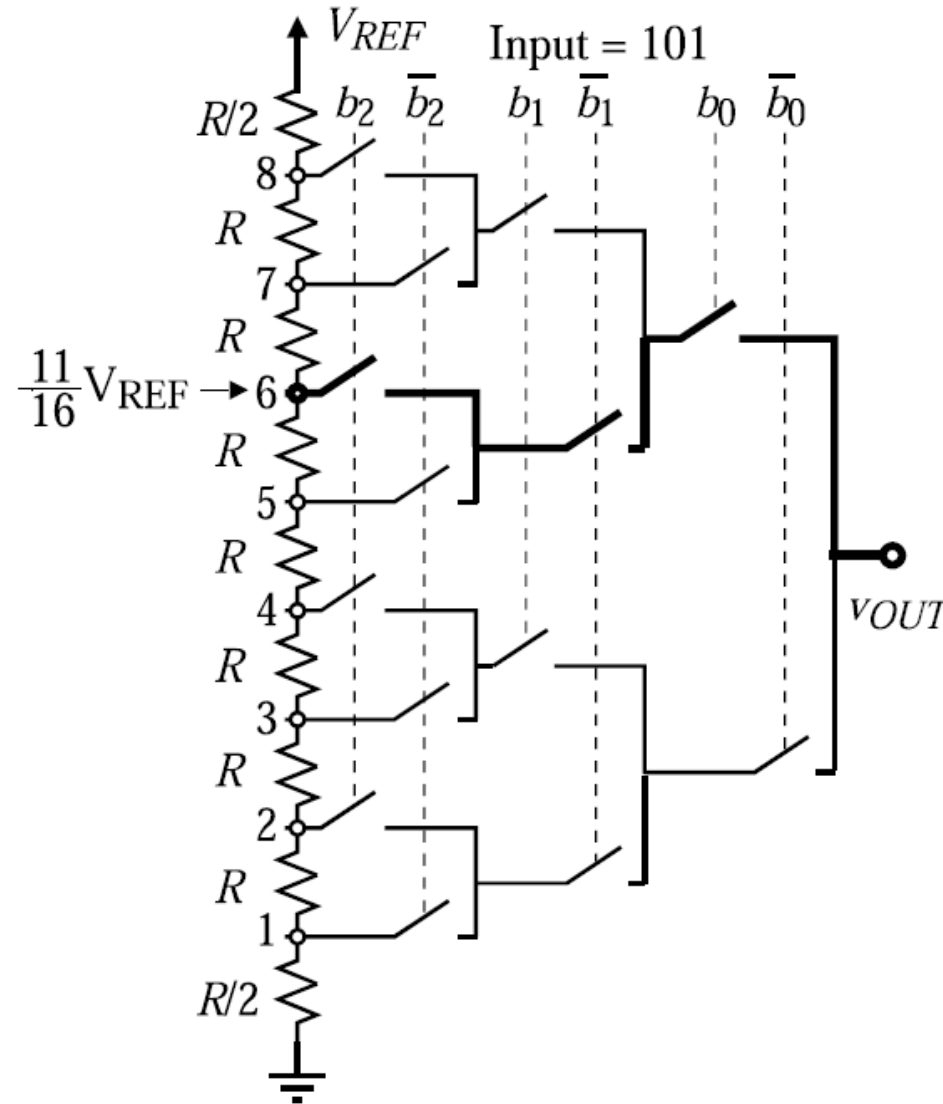 V_REF
Input = 101
b₂ b̅₂ b₁ b̅₁ b₀ b̅₀
R/2
8
R
7
R
11/16 V_REF → 6
R
5
R
4
R
v_OUT
3
R
2
R
1
R/2